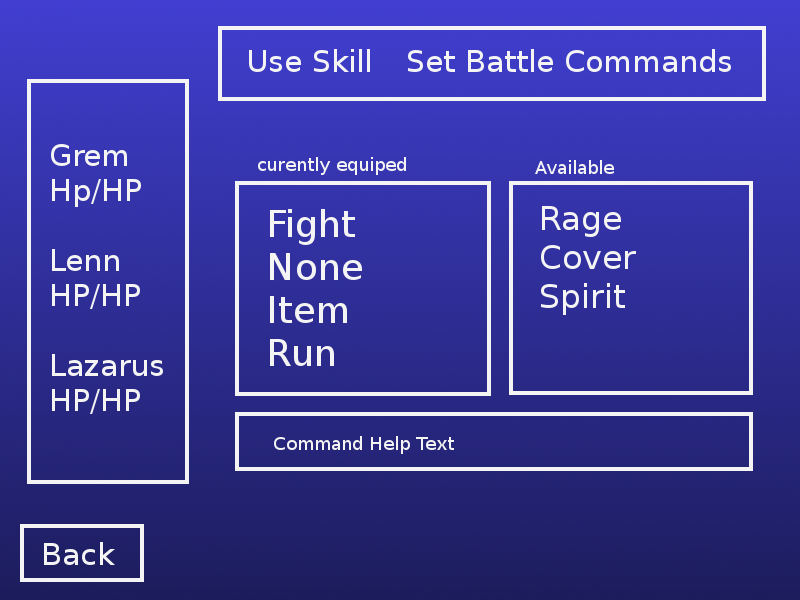 Use Skill Set Battle Commands
Grem
Hp/HP
Lenn
HP/HP
Lazarus
HP/HP
curently equiped
Fight
None
Item
Run
Available
Rage
Cover
Spirit
Command Help Text
Back